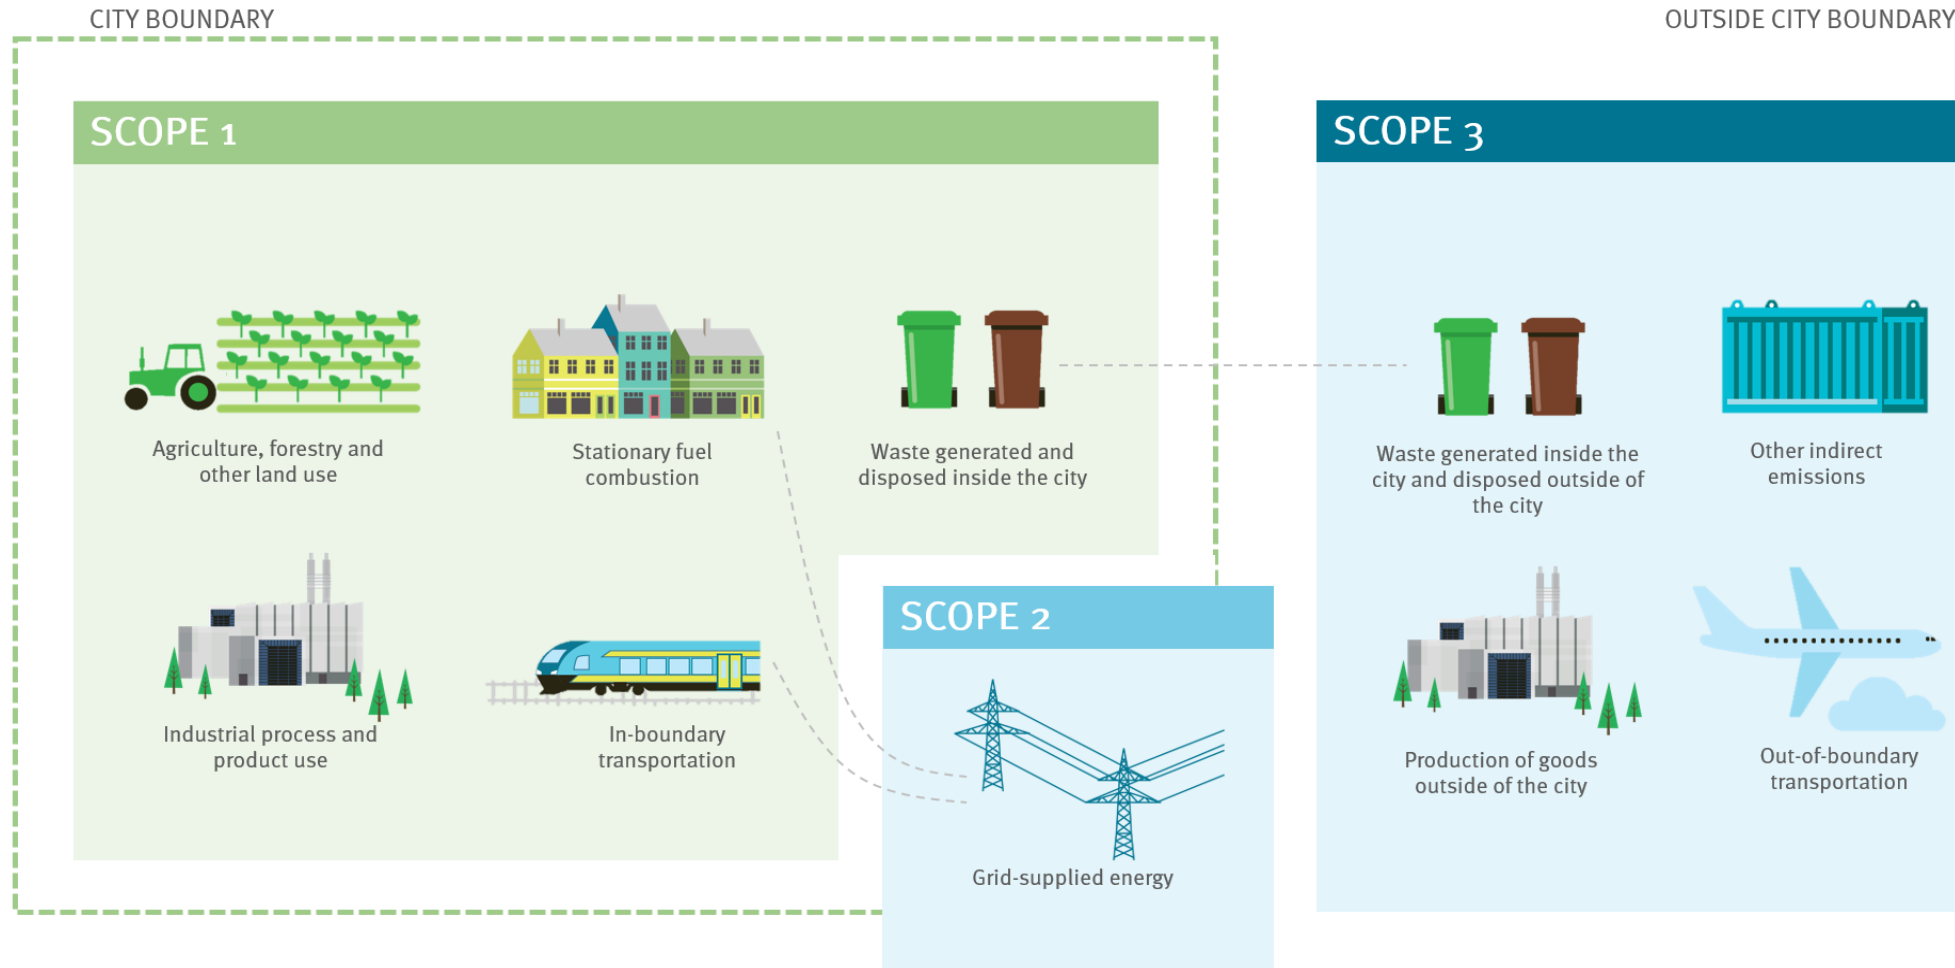 CITY BOUNDARY
OUTSIDE CITY BOUNDARY
SCOPE 1
Agriculture, forestry and
other land use
Stationary fuel
combustion
Waste generated and
disposed inside the city
Industrial process and
product use
In-boundary
transportation
SCOPE 2
Grid-supplied energy
SCOPE 3
Waste generated inside the
city and disposed outside of
the city
Other indirect
emissions
Production of goods
outside of the city
Out-of-boundary
transportation